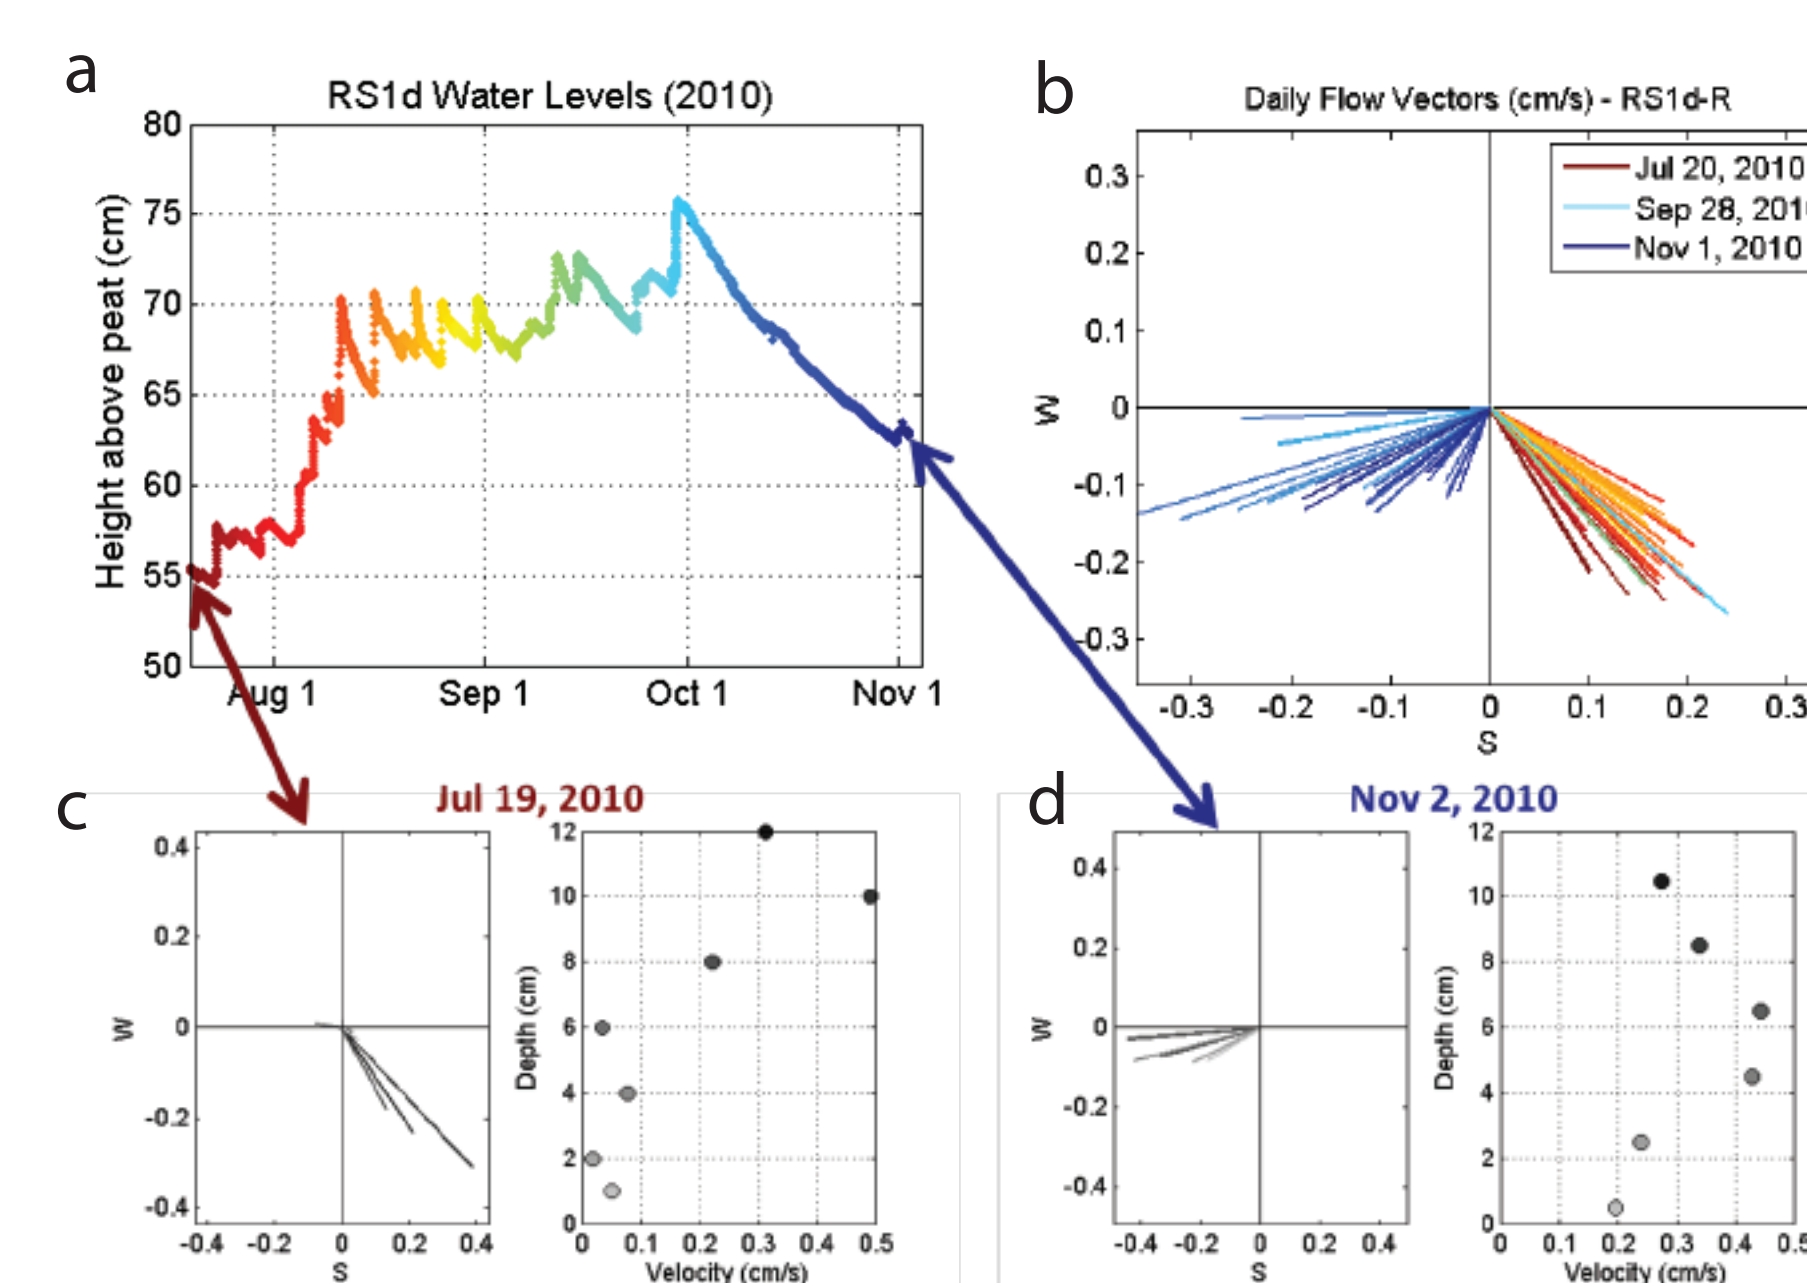 a
RS1d Water Levels (2010)
80
75
70
65
60
55
50
Height above peat (cm)
Aug 1
Sep 1
Oct 1
Nov 1
b
Daily Flow Vectors (cm/s) - RS1d-R
Jul 20, 2010
Sep 28, 201
Nov 1, 2010
0.3
0.2
0.1
0
-0.1
-0.2
-0.3
W
-0.3 -0.2 -0.1 0 0.1 0.2 0.3
S
c
Jul 19, 2010
0.4
0.2
0
-0.2
-0.4
W
-0.4 -0.2 0 0.2 0.4
S
12
10
8
6
4
2
0
Depth (cm)
0 0.1 0.2 0.3 0.4 0.5
Velocity (cm/s)
d
Nov 2, 2010
0.4
0.2
0
-0.2
-0.4
W
-0.4 -0.2 0 0.2 0.4
S
12
10
8
6
4
2
0
Depth (cm)
0 0.1 0.2 0.3 0.4 0.5
Velocity (cm/s)